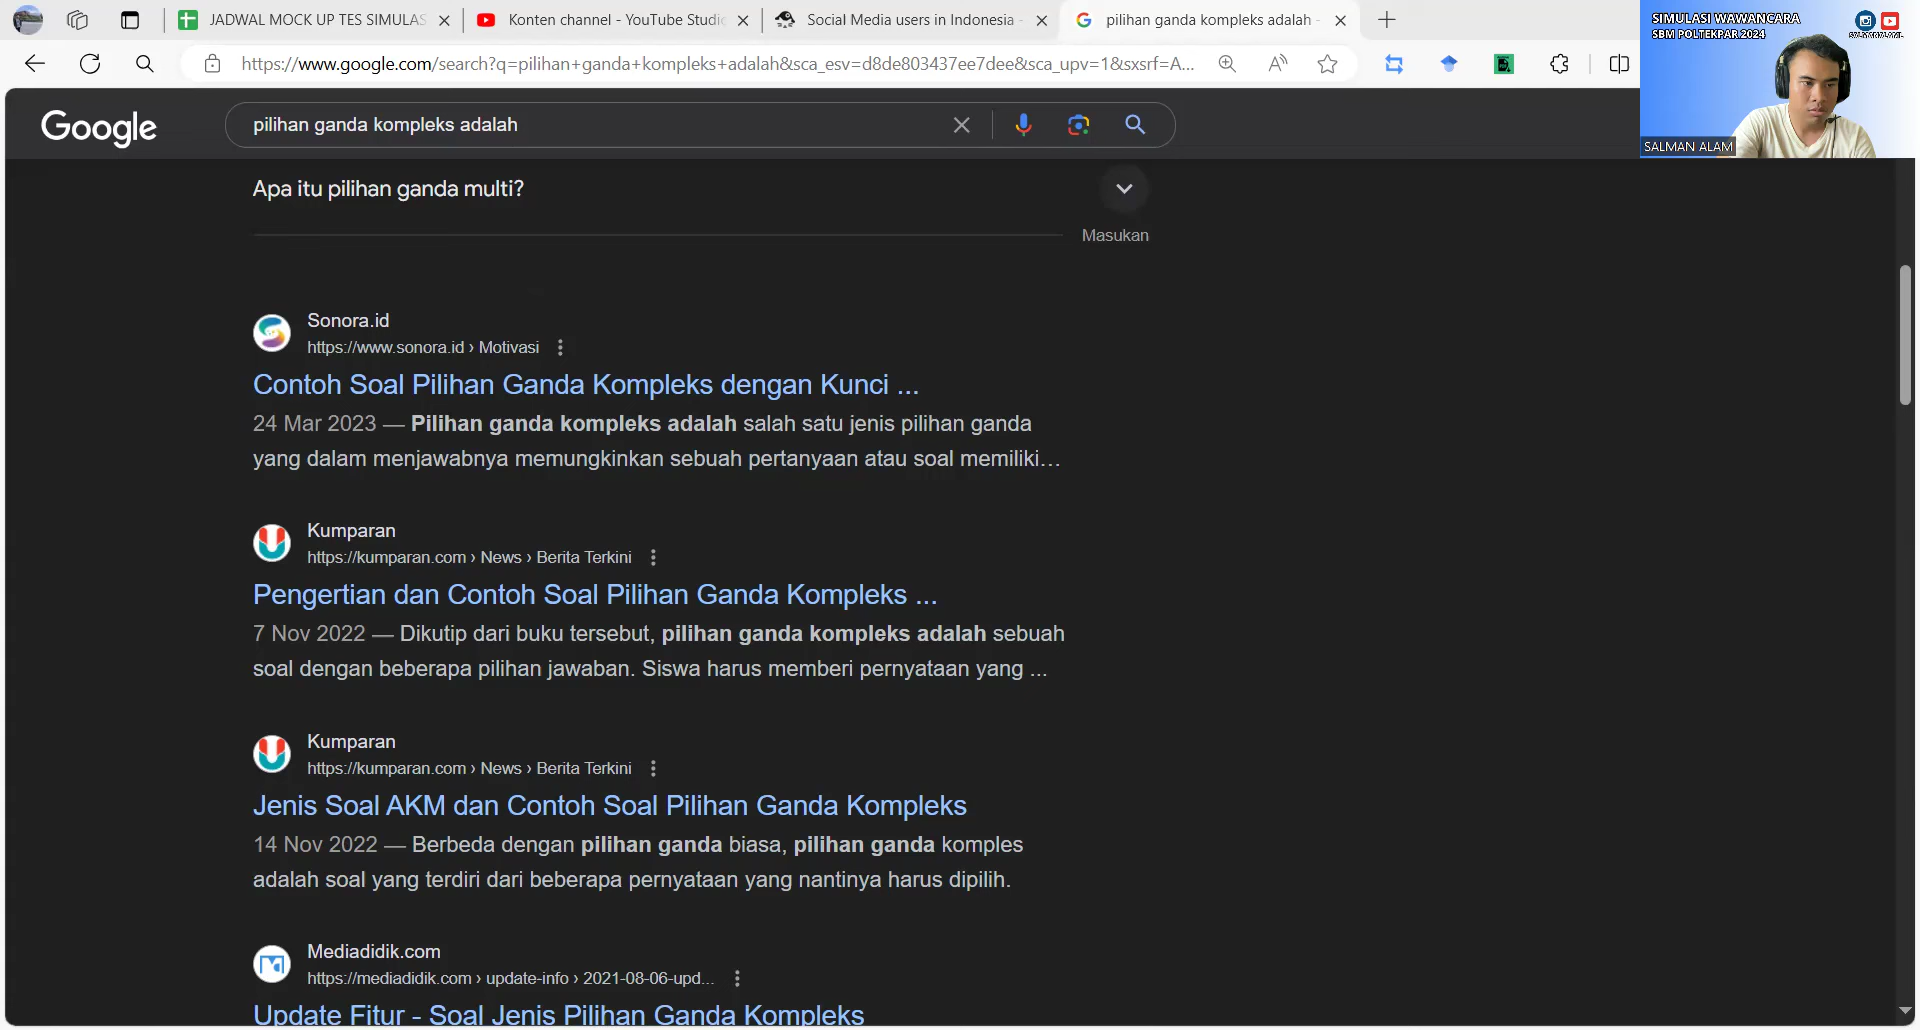 JADWAL MOCK UP TES SIMULAS
Konten channel - YouTube Studio
Social Media users in Indonesia -
pilihan ganda kompleks adalah -
https://www.google.com/search?q=pilihan+ganda+kompleks+adalah&sca_esv=d8de803437ee7dee&sca_upv=1&sxsrf=A...
SIMULASI WAWANCARA
SBM POLTEKPAR 2024
SALMAN ALAM
Google
pilihan ganda kompleks adalah
Apa itu pilihan ganda multi?
Masukan
Sonora.id
https://www.sonora.id › Motivasi
Contoh Soal Pilihan Ganda Kompleks dengan Kunci ...
24 Mar 2023 — Pilihan ganda kompleks adalah salah satu jenis pilihan ganda
yang dalam menjawabnya memungkinkan sebuah pertanyaan atau soal memiliki...
Kumparan
https://kumparan.com › News › Berita Terkini
Pengertian dan Contoh Soal Pilihan Ganda Kompleks ...
7 Nov 2022 — Dikutip dari buku tersebut, pilihan ganda kompleks adalah sebuah
soal dengan beberapa pilihan jawaban. Siswa harus memberi pernyataan yang ...
Kumparan
https://kumparan.com › News › Berita Terkini
Jenis Soal AKM dan Contoh Soal Pilihan Ganda Kompleks
14 Nov 2022 — Berbeda dengan pilihan ganda biasa, pilihan ganda komples
adalah soal yang terdiri dari beberapa pernyataan yang nantinya harus dipilih.
Mediadidik.com
https://mediadidik.com › update-info › 2021-08-06-upd...
Update Fitur - Soal Jenis Pilihan Ganda Kompleks